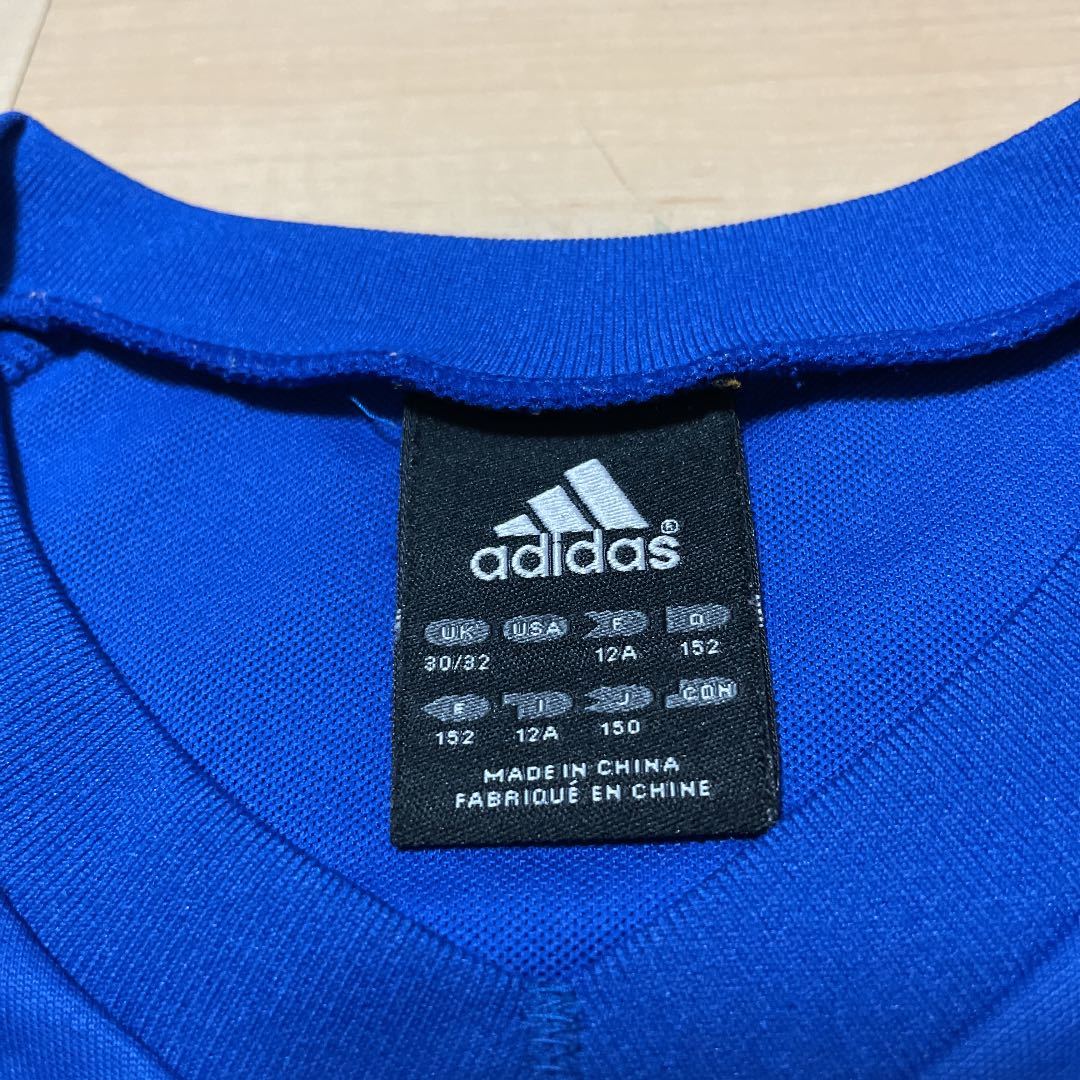 adidas®
UK USA F D
30/32 12A 152
E I J CDN
152 12A 150
MADE IN CHINA
FABRIQUÉ EN CHINE